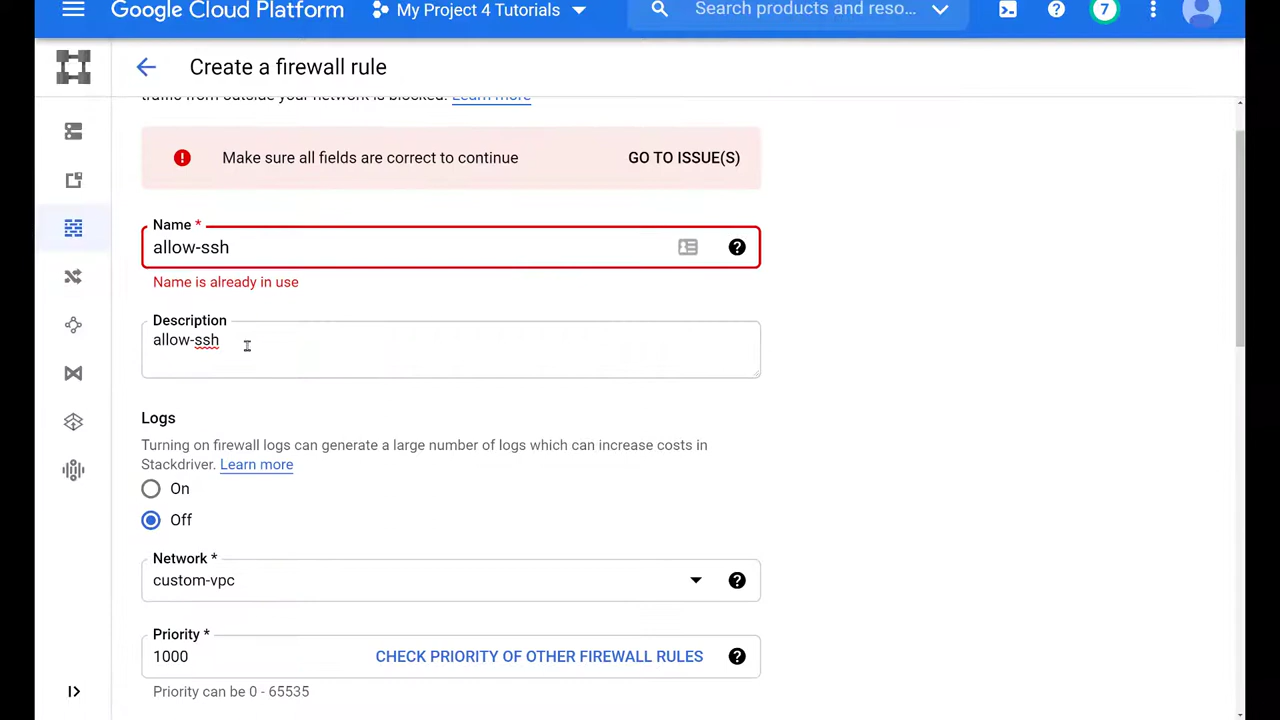 Google Cloud Platform
My Project 4 Tutorials
Search products and reso...
7
Create a firewall rule
traffic from outside your network is blocked. Learn more
Make sure all fields are correct to continue
GO TO ISSUE(S)
Name *
allow-ssh
Name is already in use
Description
allow-ssh
Logs
Turning on firewall logs can generate a large number of logs which can increase costs in
Stackdriver. Learn more
On
Off
Network *
custom-vpc
Priority *
1000
CHECK PRIORITY OF OTHER FIREWALL RULES
Priority can be 0 - 65535